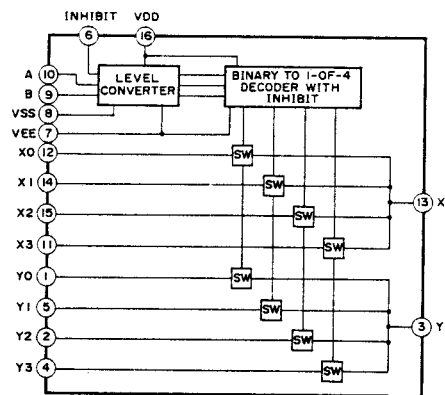 INHIBIT VDD
6 16
A 10
B 9
VSS 8
VEE 7
LEVEL
CONVERTER
BINARY TO 1-OF-4
DECODER WITH
INHIBIT
X0 12
SW
X1 14
SW
13 X
X2 15
SW
X3 11
SW
Y0 1
SW
Y1 5
SW
3 Y
Y2 2
SW
Y3 4
SW